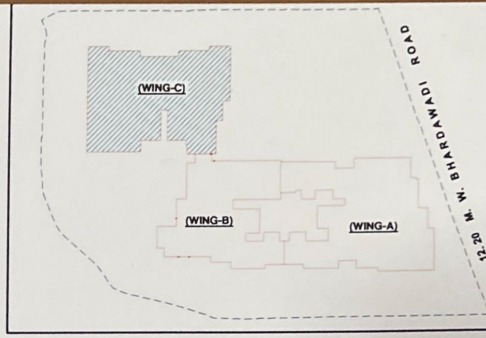 (WING-C)
(WING-B)
(WING-A)
12.20 M. W. BHARDAWADI ROAD